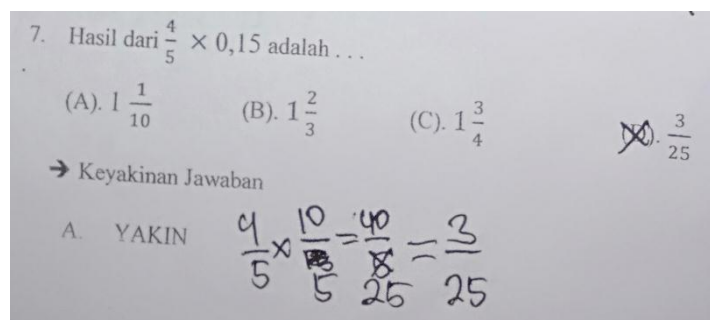 7. Hasil dari 4/5 × 0,15 adalah . . .
(A). 1 1/10 (B). 1 2/3 (C). 1 3/4 (D). 3/25
→ Keyakinan Jawaban
A. YAKIN
4/5 × 10/5 = 40/25 = 3/25